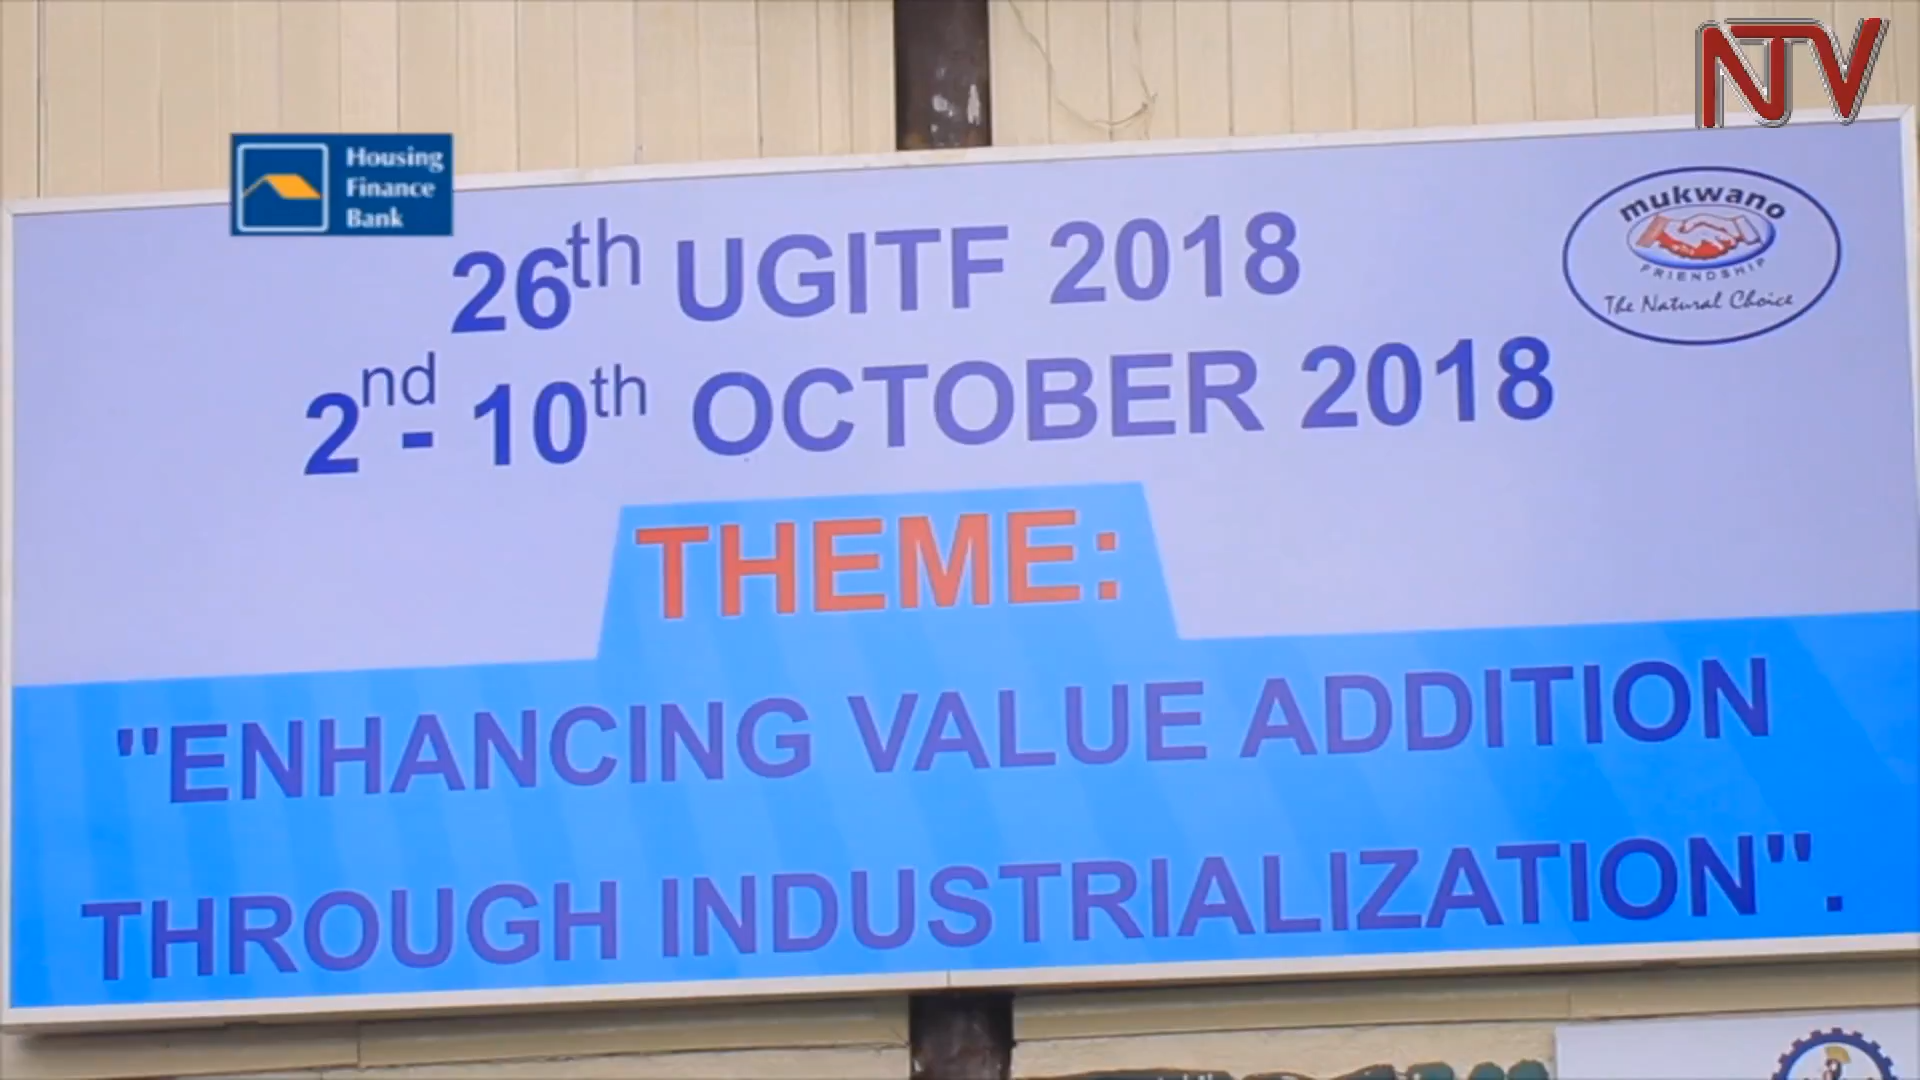 NTV
Housing
Finance
Bank
mukwano
FRIENDSHIP
The Natural Choice
26th UGITF 2018
2nd - 10th OCTOBER 2018
THEME:
"ENHANCING VALUE ADDITION
THROUGH INDUSTRIALIZATION".